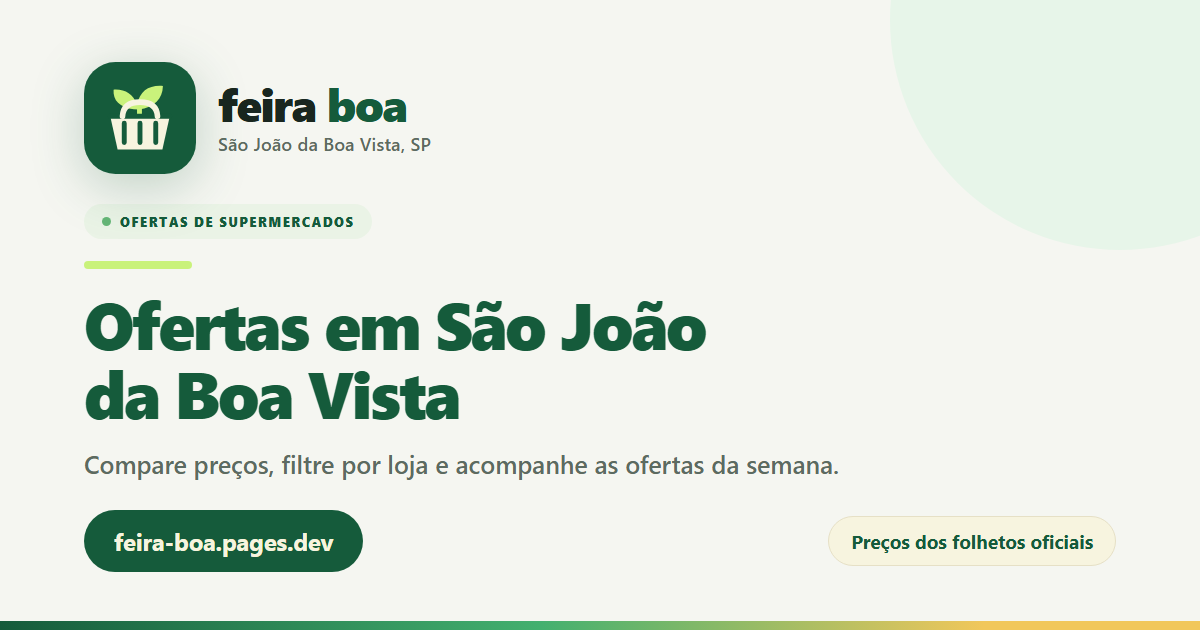 feira boa
São João da Boa Vista, SP
OFERTAS DE SUPERMERCADOS
Ofertas em São João
da Boa Vista
Compare preços, filtre por loja e acompanhe as ofertas da semana.
feira-boa.pages.dev
Preços dos folhetos oficiais